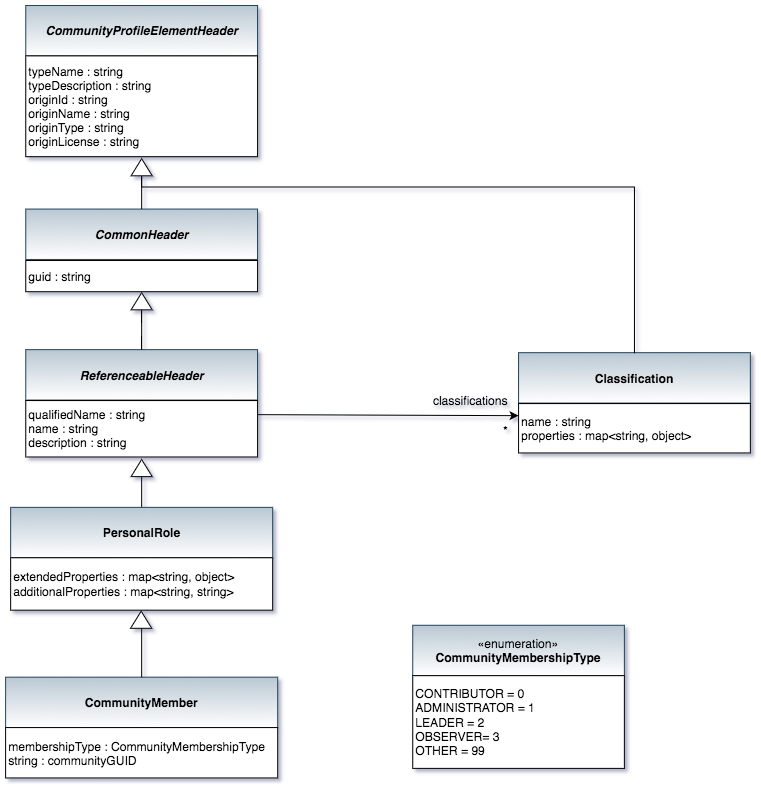 CommunityProfileElementHeader
typeName : string
typeDescription : string
originId : string
originName : string
originType : string
originLicense : string
CommonHeader
guid : string
ReferenceableHeader
qualifiedName : string
name : string
description : string
classifications
*
Classification
name : string
properties : map<string, object>
PersonalRole
extendedProperties : map<string, object>
additionalProperties : map<string, string>
CommunityMember
membershipType : CommunityMembershipType
string : communityGUID
«enumeration»
CommunityMembershipType
CONTRIBUTOR = 0
ADMINISTRATOR = 1
LEADER = 2
OBSERVER= 3
OTHER = 99